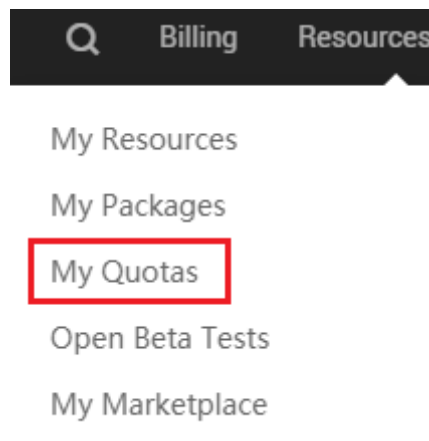 Billing Resources
My Resources
My Packages
My Quotas
Open Beta Tests
My Marketplace